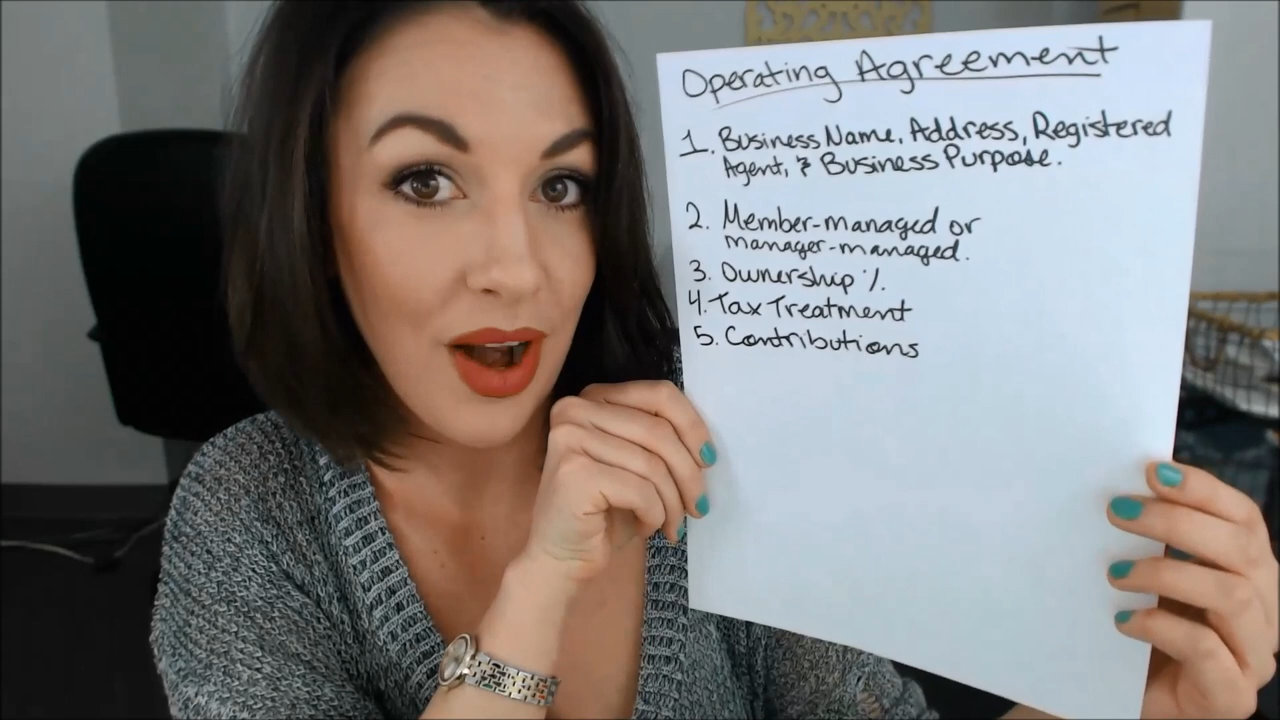 Operating Agreement
1. Business Name, Address, Registered
Agent, & Business Purpose.
2. Member-managed or
manager-managed.
3. Ownership %.
4. Tax Treatment
5. Contributions